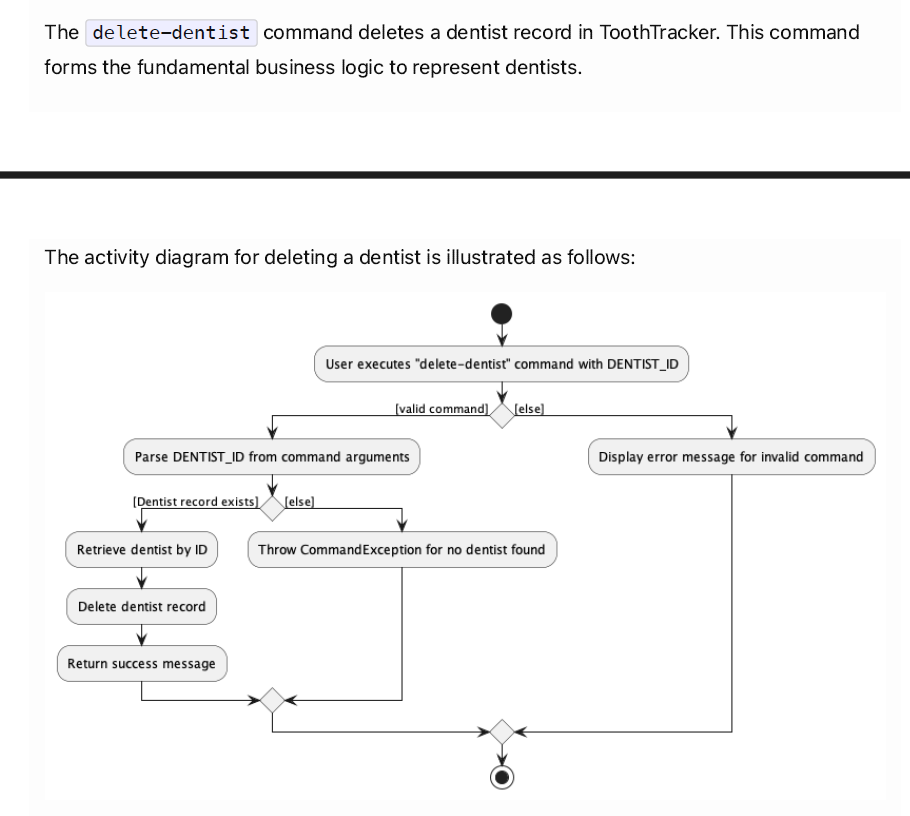 The delete-dentist command deletes a dentist record in ToothTracker. This command
forms the fundamental business logic to represent dentists.
The activity diagram for deleting a dentist is illustrated as follows:
User executes "delete-dentist" command with DENTIST_ID
[valid command]
[else]
Parse DENTIST_ID from command arguments
Display error message for invalid command
[Dentist record exists]
[else]
Retrieve dentist by ID
Throw CommandException for no dentist found
Delete dentist record
Return success message